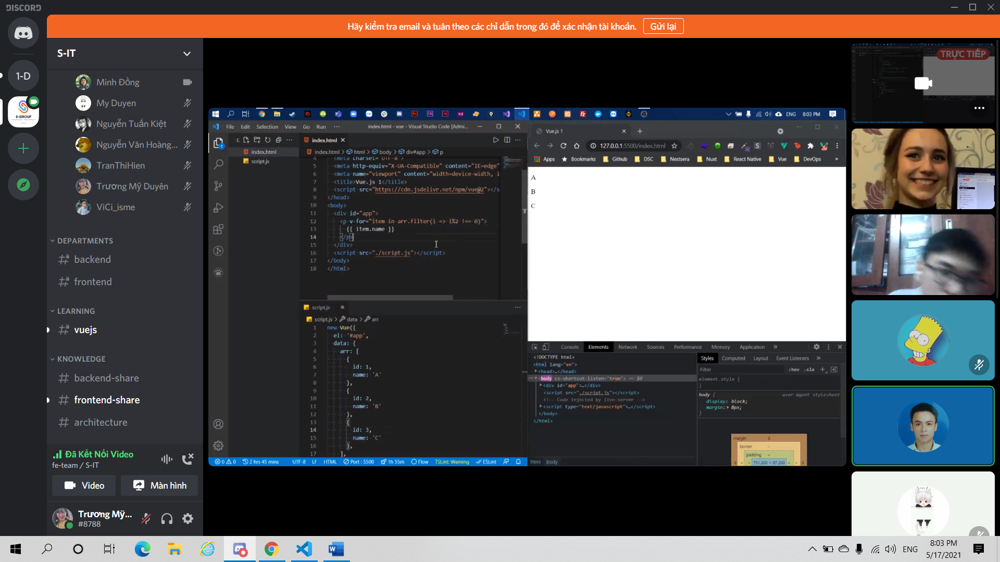 DISCORD
Hãy kiểm tra email và tuân theo các chỉ dẫn trong đó để xác nhận tài khoản. Gửi lại
S-IT
1-D
S-GROUP
Minh Đồng
My Duyen
Nguyễn Tuấn Kiệt
Nguyễn Văn Hoàng...
TranThiHien
Trương Mỹ Duyên
ViCi_isme
DEPARTMENTS
backend
frontend
LEARNING
vuejs
KNOWLEDGE
backend-share
frontend-share
architecture
Đã Kết Nối Video
fe-team / S-IT
Video
Màn hình
Trương Mỹ...
#8788
ENG 8:03 PM
File Edit Selection View Go Run ... index.html - vue - Visual Studio Code [Admi...
index.html
script.js
index.html
index.html > html > body > div#app > p
4 <meta charset="UTF-8">
5 <meta http-equiv="X-UA-Compatible" content="IE=edge"
6 <meta name="viewport" content="width=device-width, i
7 <title>Vue.js 1</title>
8 <script src="https://cdn.jsdelivr.net/npm/vue@2"></s
9 </head>
10 <body>
11 <div id="app">
12 <p v-for="item in arr.filter(i => i%2 !== 0)">
13 {{ item.name }}
14 </p>
15 </div>
16 <script src="./script.js"></script>
17 </body>
18 </html>
script.js
script.js > data > arr
1 new Vue({
2 el: '#app',
3 data: {
4 arr: [
5 {
6 id: 1,
7 name: 'A'
8 },
9 {
10 id: 2,
11 name: 'B'
12 },
13 {
14 id: 3,
15 name: 'C'
16 },
17 ],
0 0 2 hrs 45 mins UTF-8 LF HTML Port : 5500 1h 55m Flow TSLint: Warning ESLint
Vue.js 1
127.0.0.1:5500/index.html
Apps Bookmarks Github DSC Nestsera Nuxt React Native Vue DevOps »
A
B
C
Console Elements Network Sources Performance Memory Application »
<!DOCTYPE html>
<html lang="en">
<head>…</head>
<body cz-shortcut-listen="true"> == $0
<div id="app">…</div>
<script src="./script.js"></script>
<!-- Code injected by live-server -->
<script type="text/javascript">…</script>
</body>
</html>
html body
Styles Computed Layout Event Listeners »
Filter :hov .cls +
element.style {
}
body { user agent stylesheet
display: block;
margin: 8px;
}
margin 8
border –
padding –
8 – – 751.200 × 87.200 – – 8
TRỰC TIẾP
ENG
8:03 PM
5/17/2021